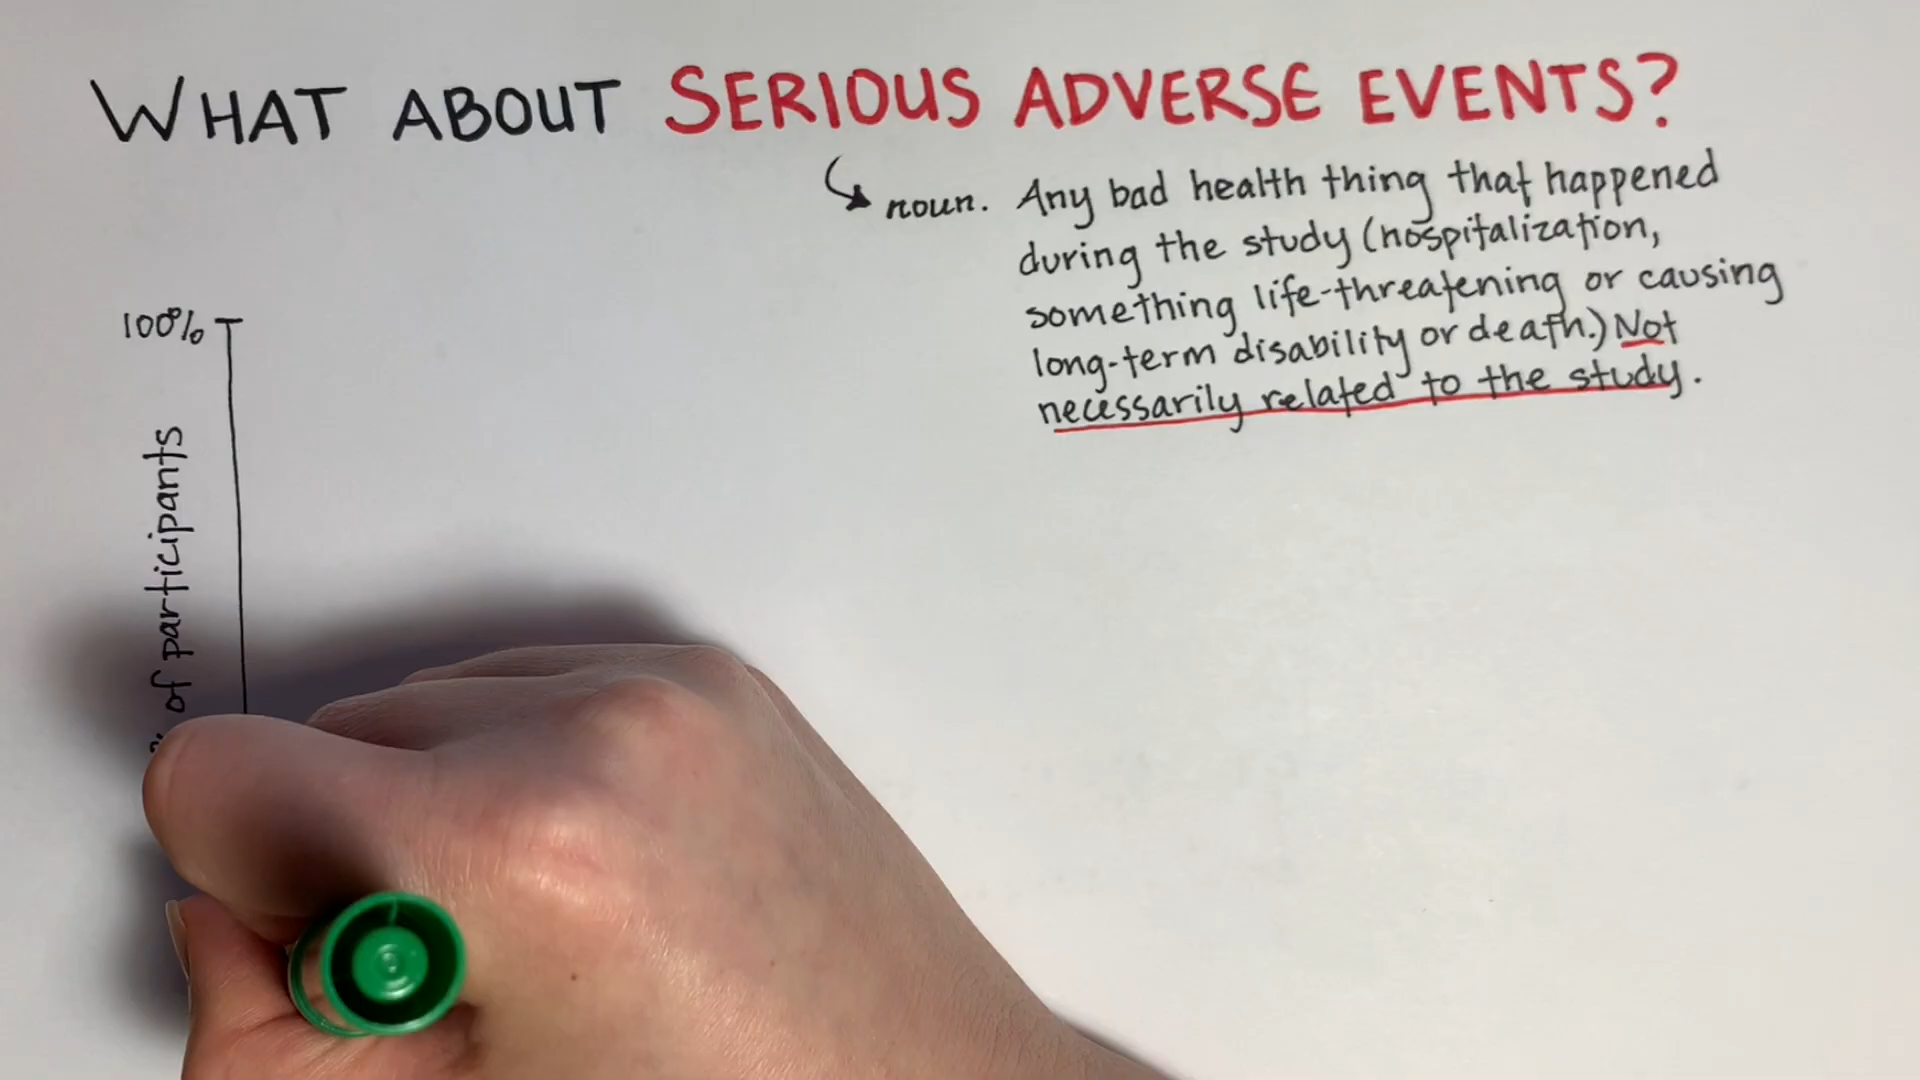 WHAT ABOUT SERIOUS ADVERSE EVENTS?
noun. Any bad health thing that happened
during the study (hospitalization,
something life-threatening or causing
long-term disability or death.) Not
necessarily related to the study.
100%
% of participants